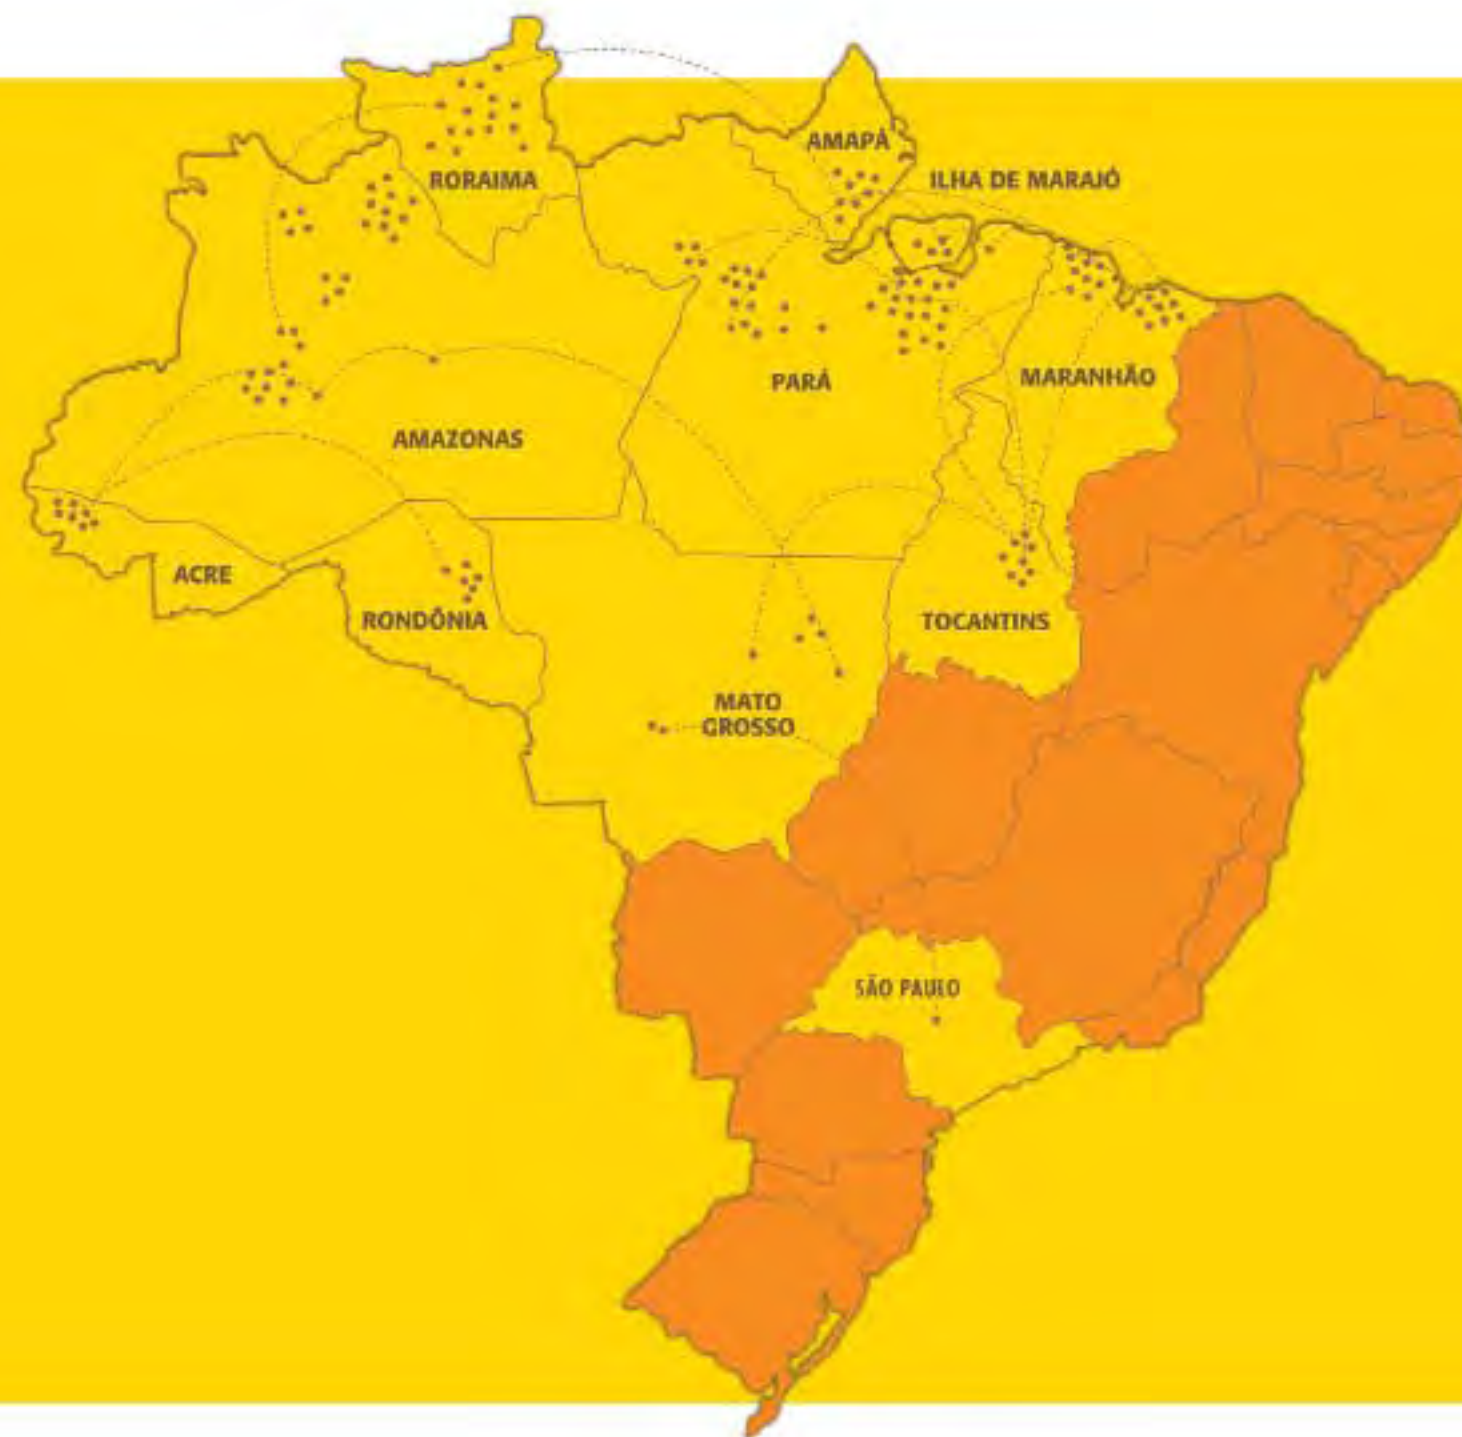 AMAPÁ
RORAIMA
ILHA DE MARAJÓ
PARÁ
MARANHÃO
AMAZONAS
ACRE
RONDÔNIA
TOCANTINS
MATO
GROSSO
SÃO PAULO